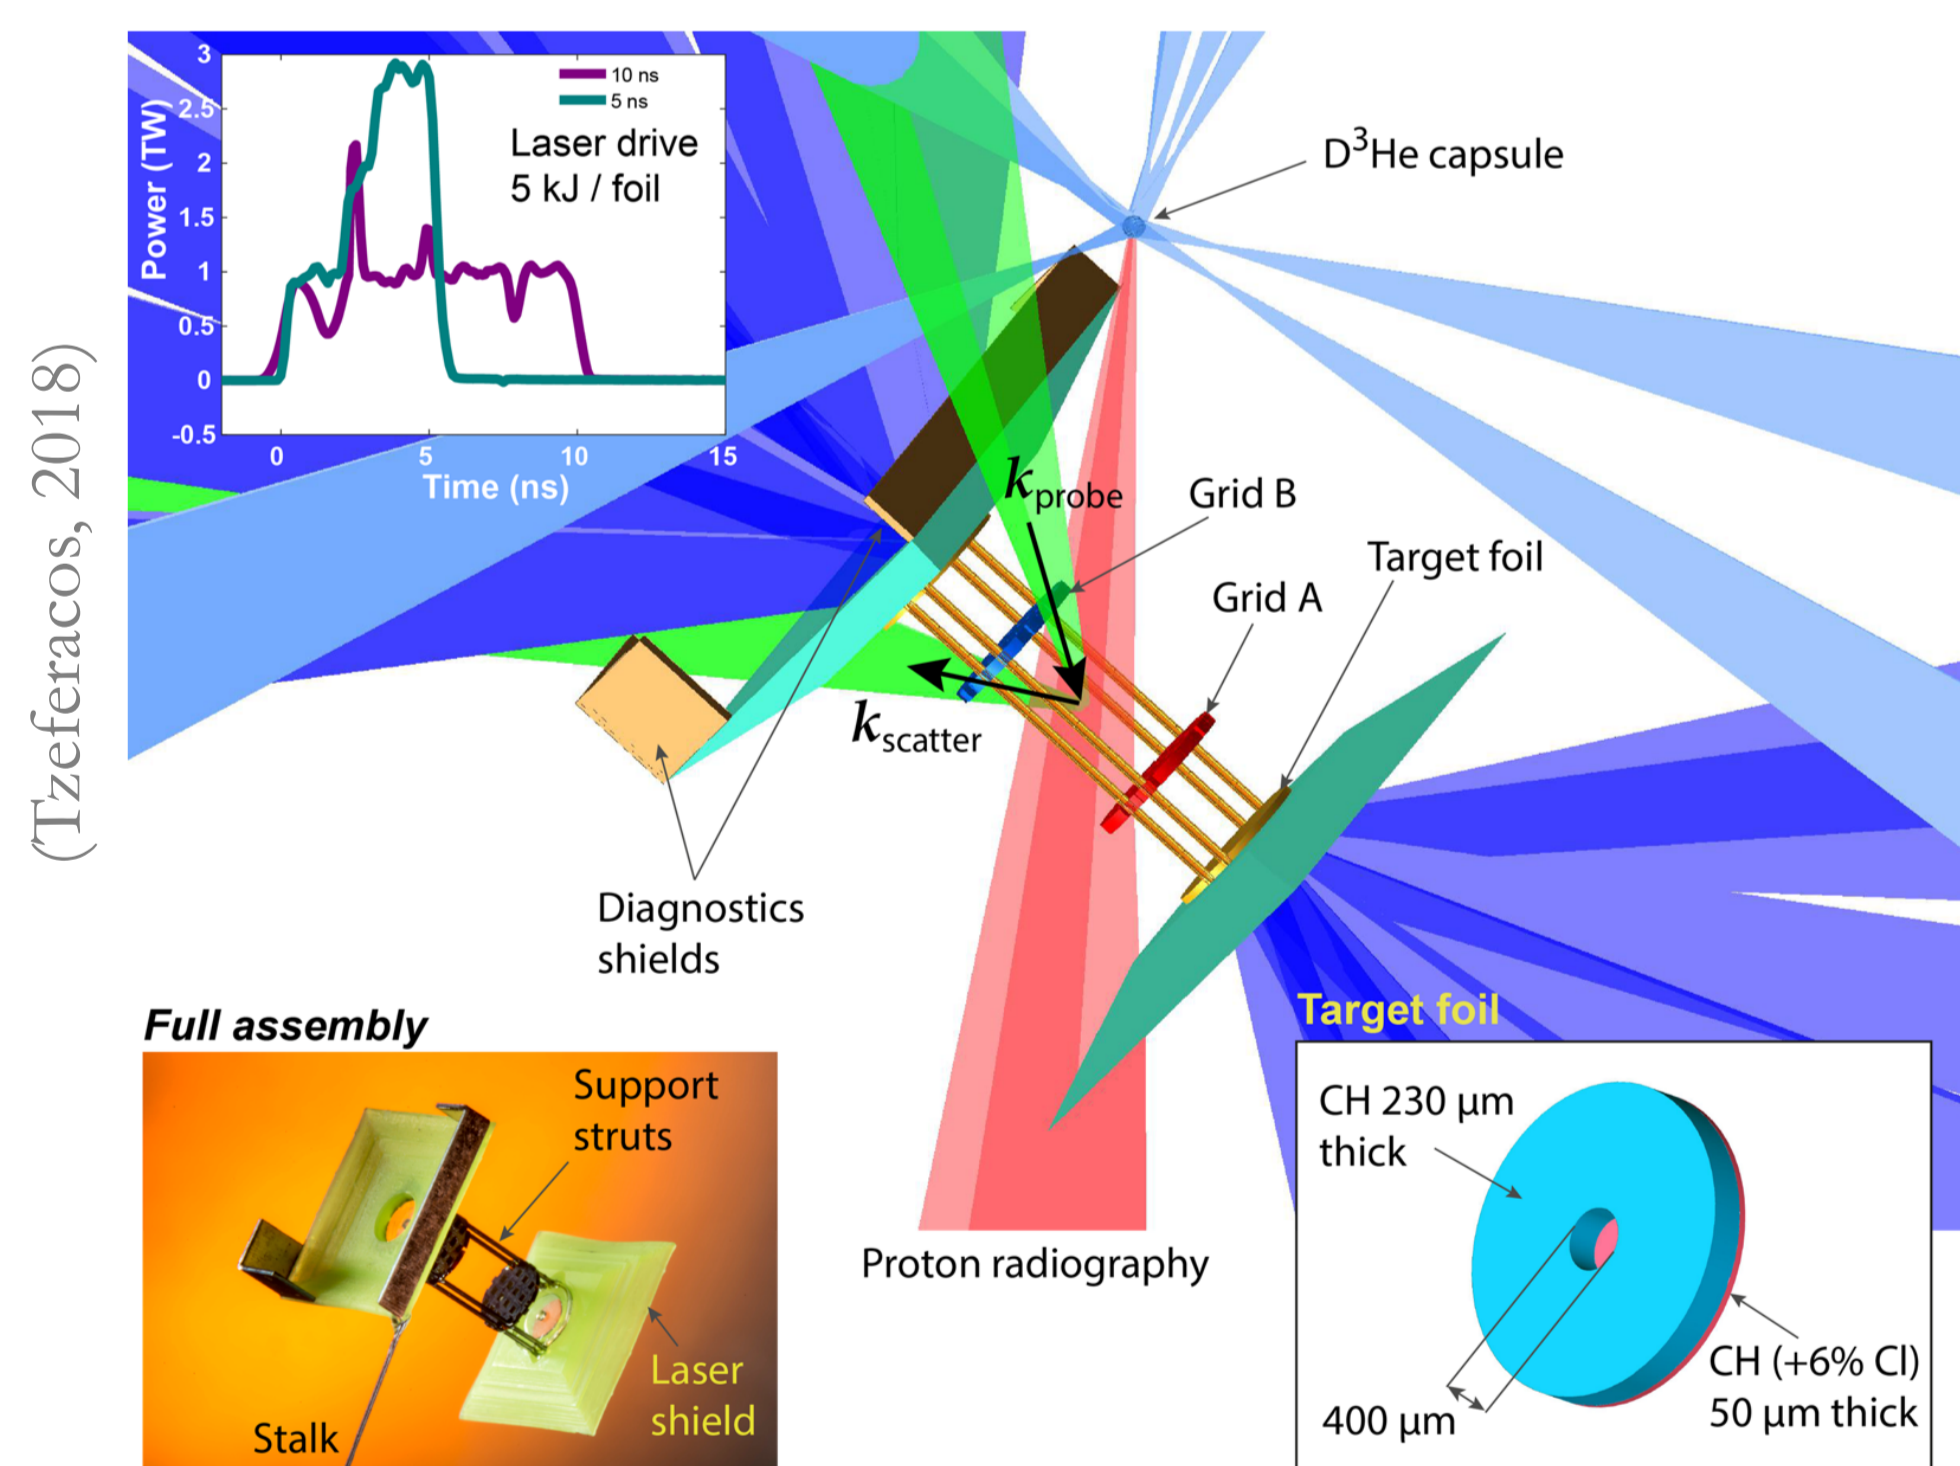 (Tzeferacos, 2018)
3
2.5
2
1.5
1
0.5
0
-0.5
Power (TW)
10 ns
5 ns
Laser drive
5 kJ / foil
0 5 10 15
Time (ns)
D³He capsule
kprobe
Grid B
Target foil
Grid A
kscatter
Diagnostics
shields
Proton radiography
Full assembly
Support
struts
Laser
shield
Stalk
Target foil
CH 230 μm
thick
400 μm
CH (+6% Cl)
50 μm thick